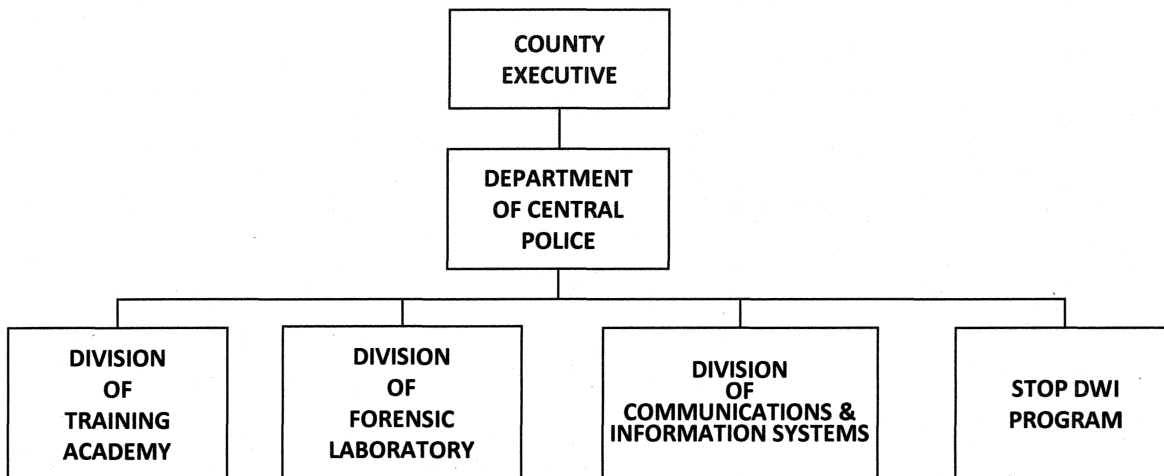 COUNTY
EXECUTIVE
DEPARTMENT
OF CENTRAL
POLICE
DIVISION
OF
TRAINING
ACADEMY
DIVISION
OF
FORENSIC
LABORATORY
DIVISION
OF
COMMUNICATIONS &
INFORMATION SYSTEMS
STOP DWI
PROGRAM